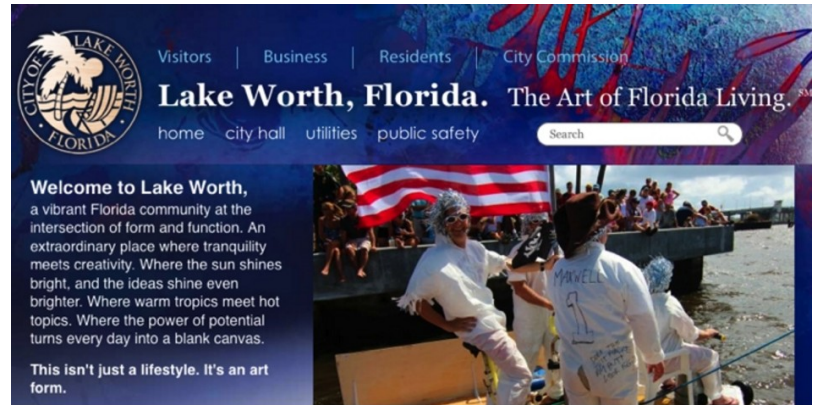 CITY OF LAKE WORTH
FLORIDA
Visitors Business Residents City Commission
Lake Worth, Florida. The Art of Florida Living.℠
home city hall utilities public safety
Search
Welcome to Lake Worth,
a vibrant Florida community at the
intersection of form and function. An
extraordinary place where tranquility
meets creativity. Where the sun shines
bright, and the ideas shine even
brighter. Where warm tropics meet hot
topics. Where the power of potential
turns every day into a blank canvas.
This isn't just a lifestyle. It's an art
form.
MAXWELL
1